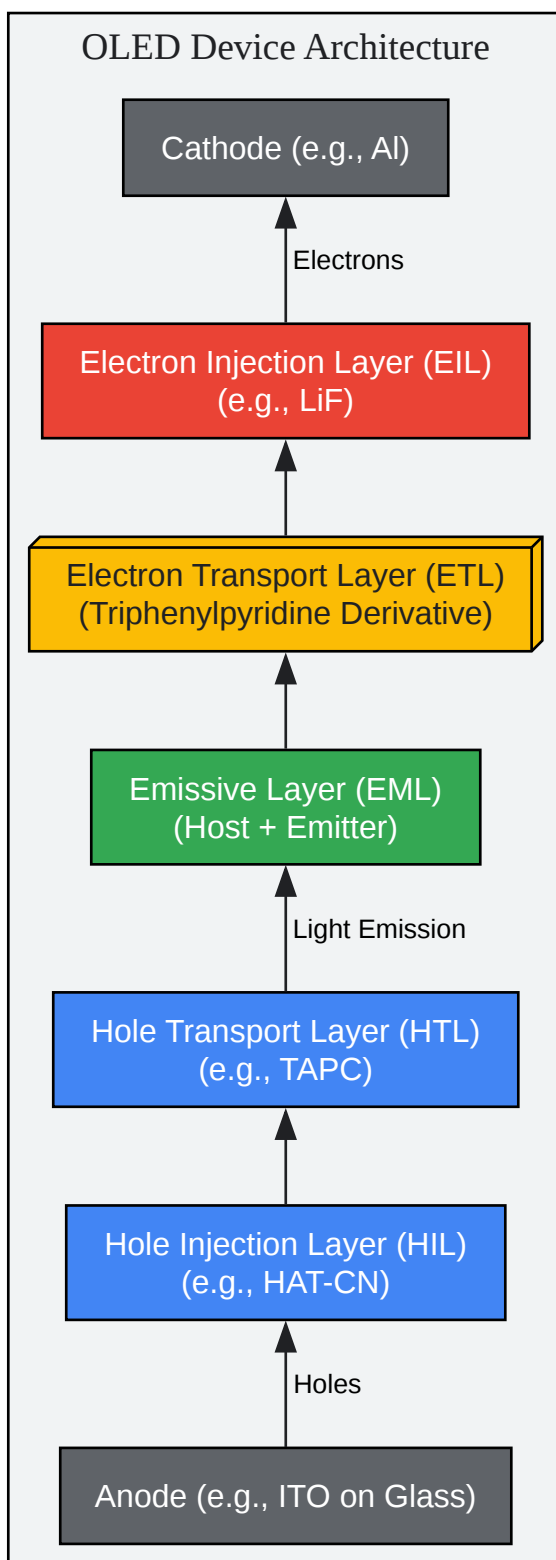 OLED Device Architecture
Cathode (e.g., Al)
Electrons
Electron Injection Layer (EIL)
(e.g., LiF)
Electron Transport Layer (ETL)
(Triphenylpyridine Derivative)
Emissive Layer (EML)
(Host + Emitter)
Light Emission
Hole Transport Layer (HTL)
(e.g., TAPC)
Hole Injection Layer (HIL)
(e.g., HAT-CN)
Holes
Anode (e.g., ITO on Glass)